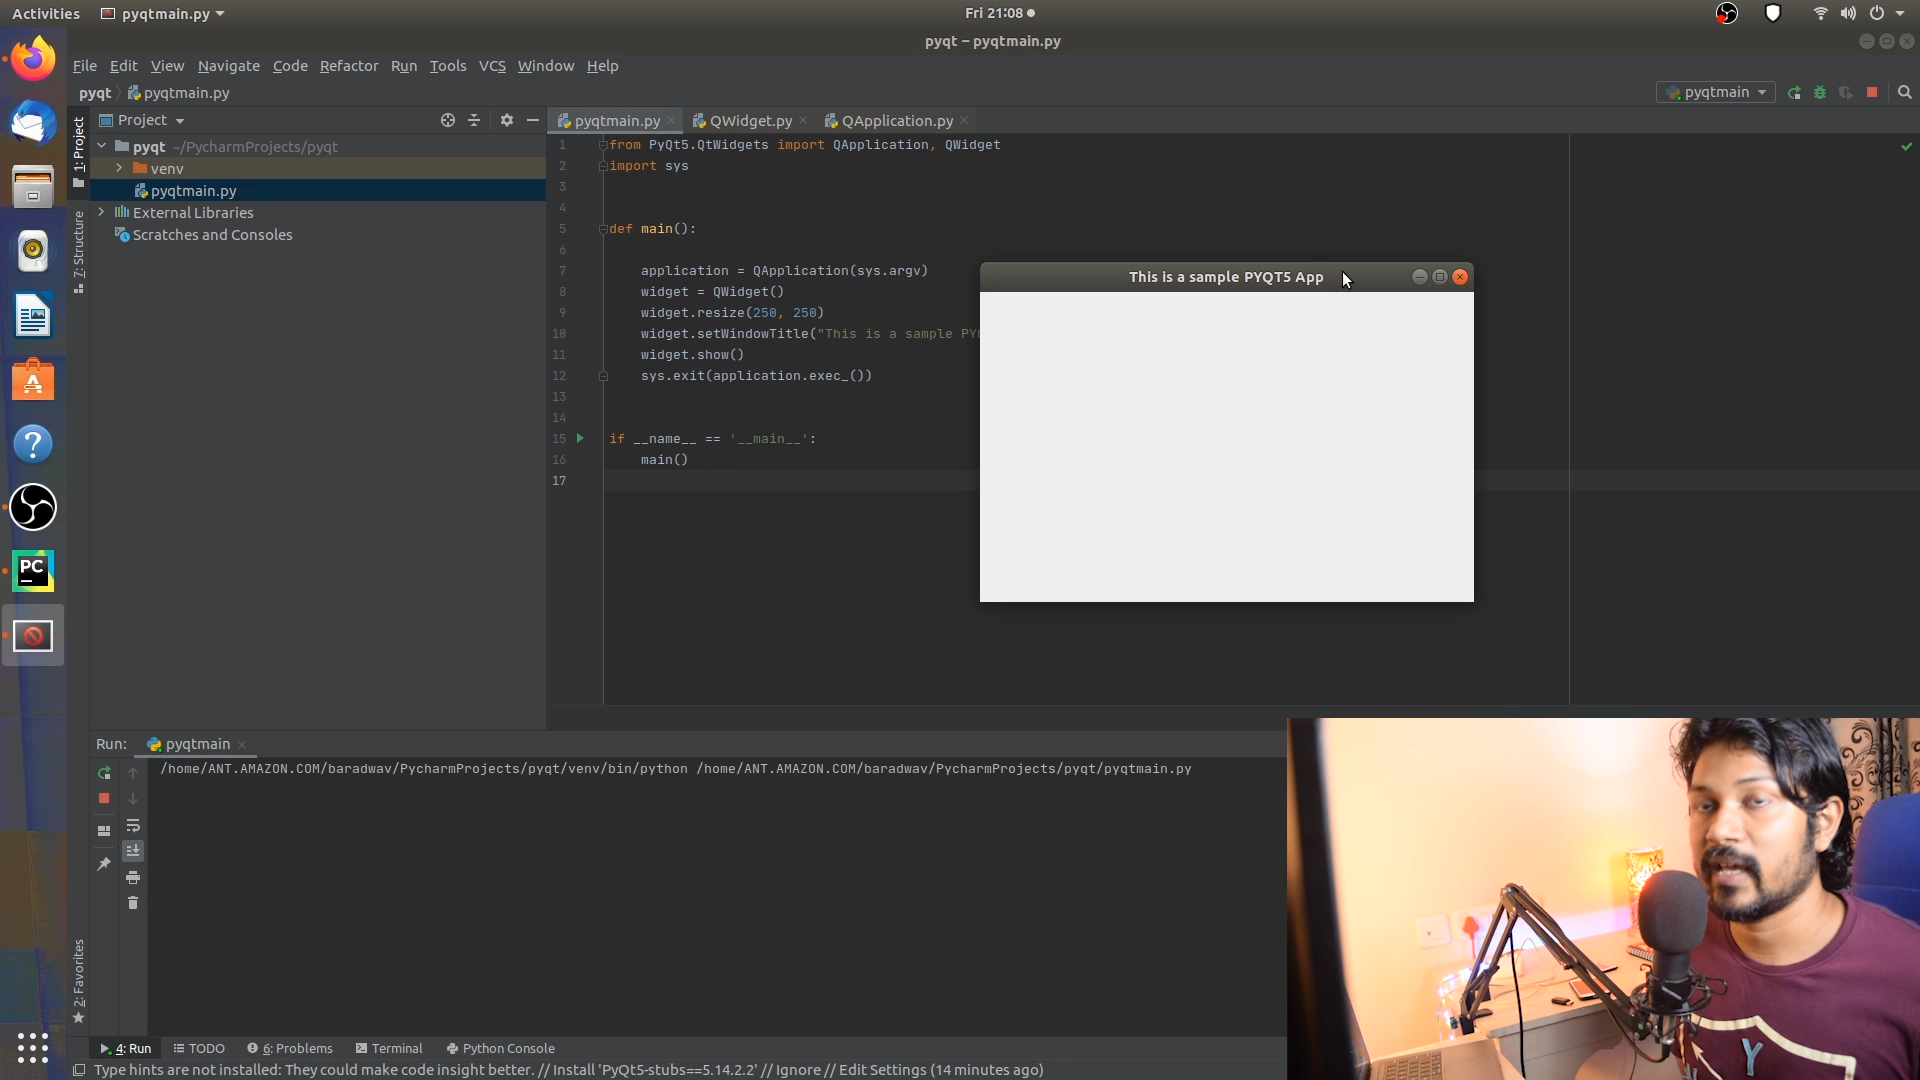 Activities pyqtmain.py Fri 21:08
pyqt – pyqtmain.py
File Edit View Navigate Code Refactor Run Tools VCS Window Help
pyqt pyqtmain.py pyqtmain
1: Project
7: Structure
2: Favorites
Project
pyqt ~/PycharmProjects/pyqt
venv
pyqtmain.py
External Libraries
Scratches and Consoles
pyqtmain.py QWidget.py QApplication.py
1 from PyQt5.QtWidgets import QApplication, QWidget
2 import sys
3
4
5 def main():
6
7 application = QApplication(sys.argv)
8 widget = QWidget()
9 widget.resize(250, 250)
10 widget.setWindowTitle("This is a sample PY
11 widget.show()
12 sys.exit(application.exec_())
13
14
15 if __name__ == '__main__':
16 main()
17
This is a sample PYQT5 App
PC
Run: pyqtmain
/home/ANT.AMAZON.COM/baradwav/PycharmProjects/pyqt/venv/bin/python /home/ANT.AMAZON.COM/baradwav/PycharmProjects/pyqt/pyqtmain.py
4: Run TODO 6: Problems Terminal Python Console
Type hints are not installed: They could make code insight better. // Install 'PyQt5-stubs==5.14.2.2' // Ignore // Edit Settings (14 minutes ago)
Y